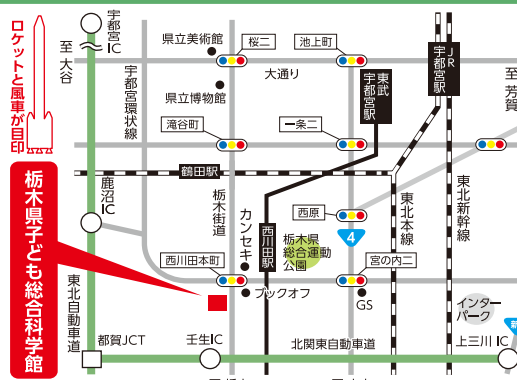 宇都宮IC
至 大谷
ロケットと風車が目印
栃木県子ども総合科学館
宇都宮環状線
県立美術館
桜二
池上町
大通り
東武宇都宮駅
JR宇都宮駅
至 芳賀
県立博物館
滝谷町
一条二
鶴田駅
鹿沼IC
栃木街道
カンセキ
西川田駅
西原
4
栃木県
総合運動
公園
東北本線
東北新幹線
西川田本町
宮の内二
ブックオフ
GS
インター
パーク
新
東北自動車道
都賀JCT
壬生IC
北関東自動車道
上三川IC